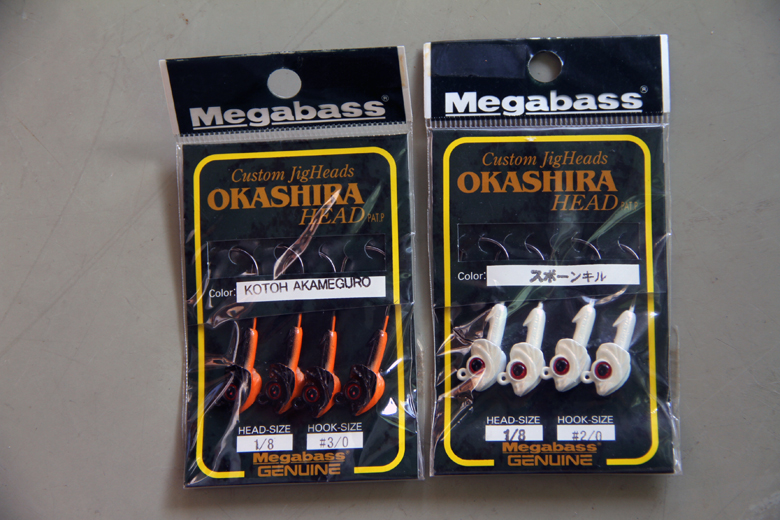 Megabass®
Custom JigHeads
OKASHIRA
HEAD PAT.P
Color: KOTOH AKAMEGURO
HEAD-SIZE HOOK-SIZE
1/8 #3/0
Megabass
GENUINE
Megabass®
Custom JigHeads
OKASHIRA
HEAD PAT.P
Color: スポーンキル
HEAD-SIZE HOOK-SIZE
1/8 #2/0
Megabass
GENUINE